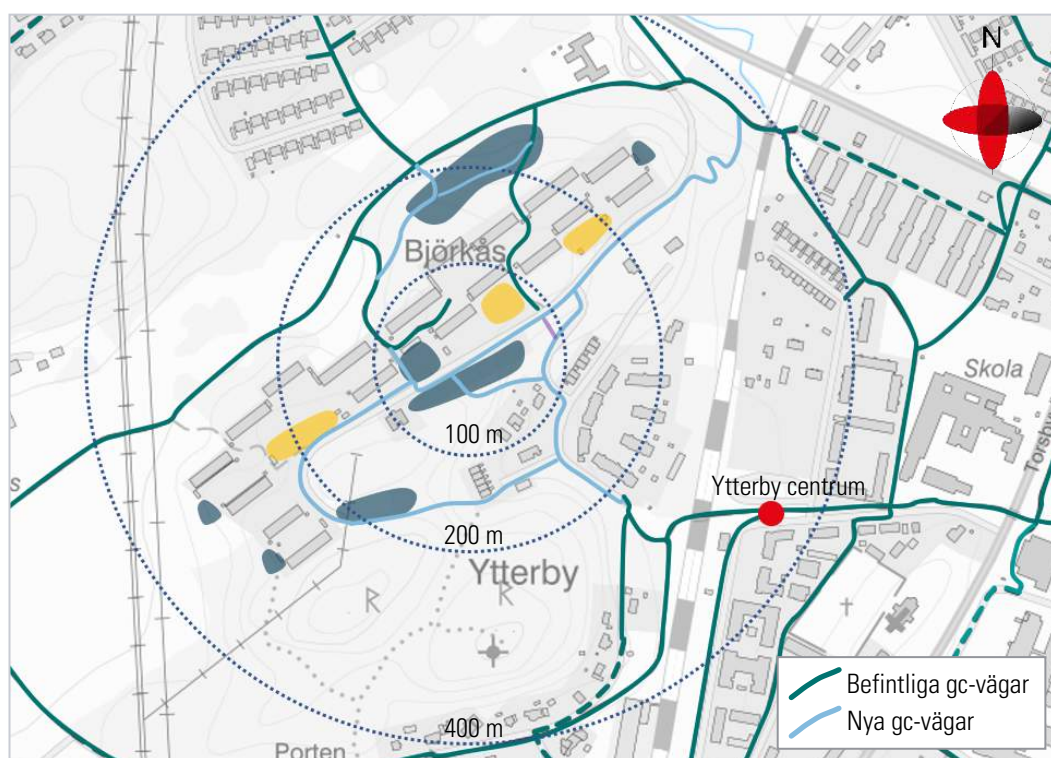 N
Björkås
Skola
100 m
Ytterby centrum
200 m
Ytterby
R
R
Befintliga gc-vägar
Nya gc-vägar
400 m
Porten